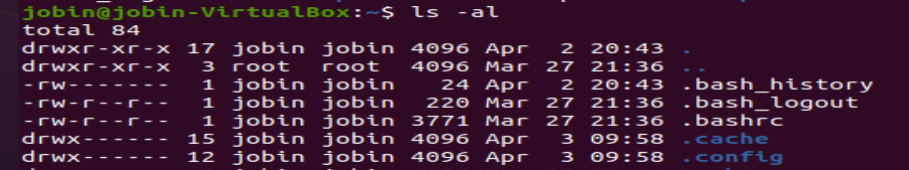 jobin@jobin-VirtualBox:~$ ls -al
total 84
drwxr-xr-x 17 jobin jobin 4096 Apr  2 20:43 .
drwxr-xr-x  3 root  root  4096 Mar 27 21:36 ..
-rw-------  1 jobin jobin   24 Apr  2 20:43 .bash_history
-rw-r--r--  1 jobin jobin  220 Mar 27 21:36 .bash_logout
-rw-r--r--  1 jobin jobin 3771 Mar 27 21:36 .bashrc
drwx------ 15 jobin jobin 4096 Apr  3 09:58 .cache
drwx------ 12 jobin jobin 4096 Apr  3 09:58 .config